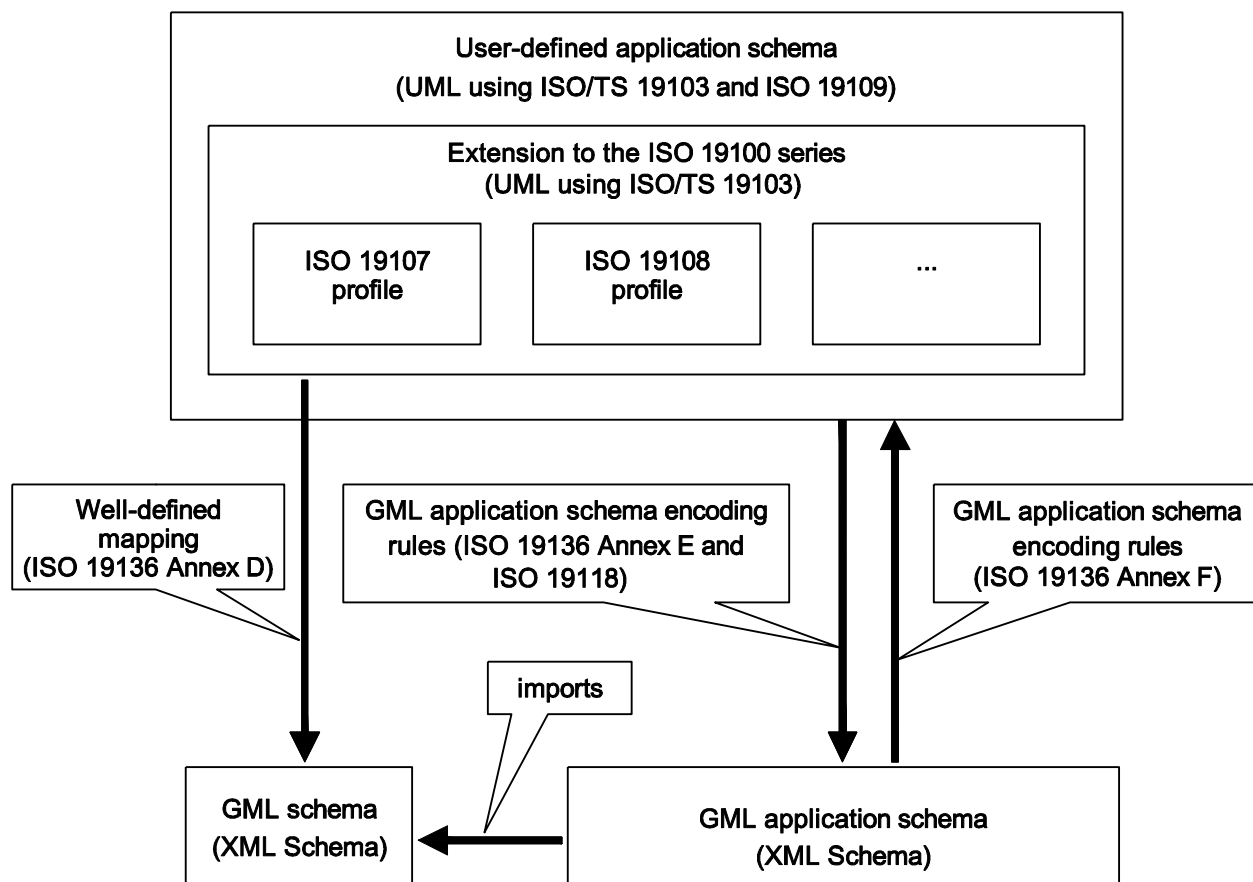 User-defined application schema
(UML using ISO/TS 19103 and ISO 19109)
Extension to the ISO 19100 series
(UML using ISO/TS 19103)
ISO 19107
profile
ISO 19108
profile
...
Well-defined
mapping
(ISO 19136 Annex D)
GML application schema encoding
rules (ISO 19136 Annex E and
ISO 19118)
GML application schema
encoding rules
(ISO 19136 Annex F)
imports
GML schema
(XML Schema)
GML application schema
(XML Schema)